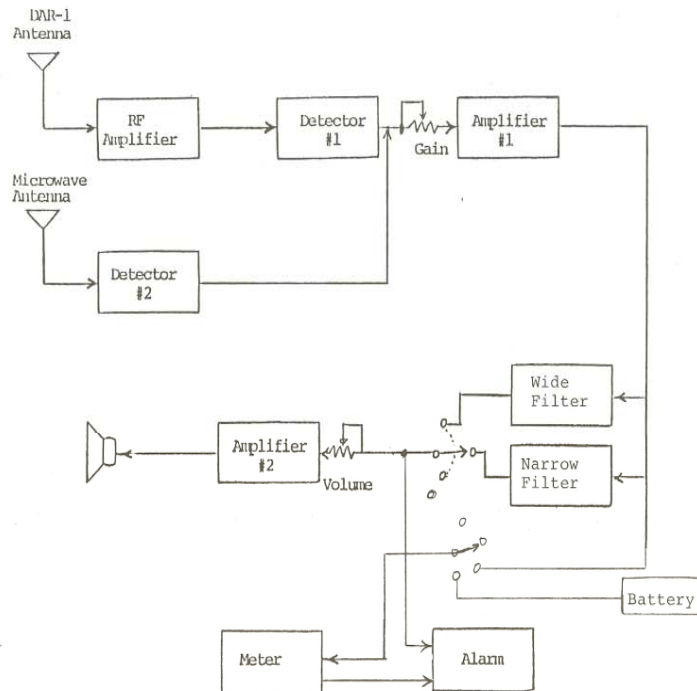 DAR-1
Antenna
RF
Amplifier
Detector
#1
Gain
Amplifier
#1
Microwave
Antenna
Detector
#2
Wide
Filter
Amplifier
#2
Volume
Narrow
Filter
Battery
Meter
Alarm